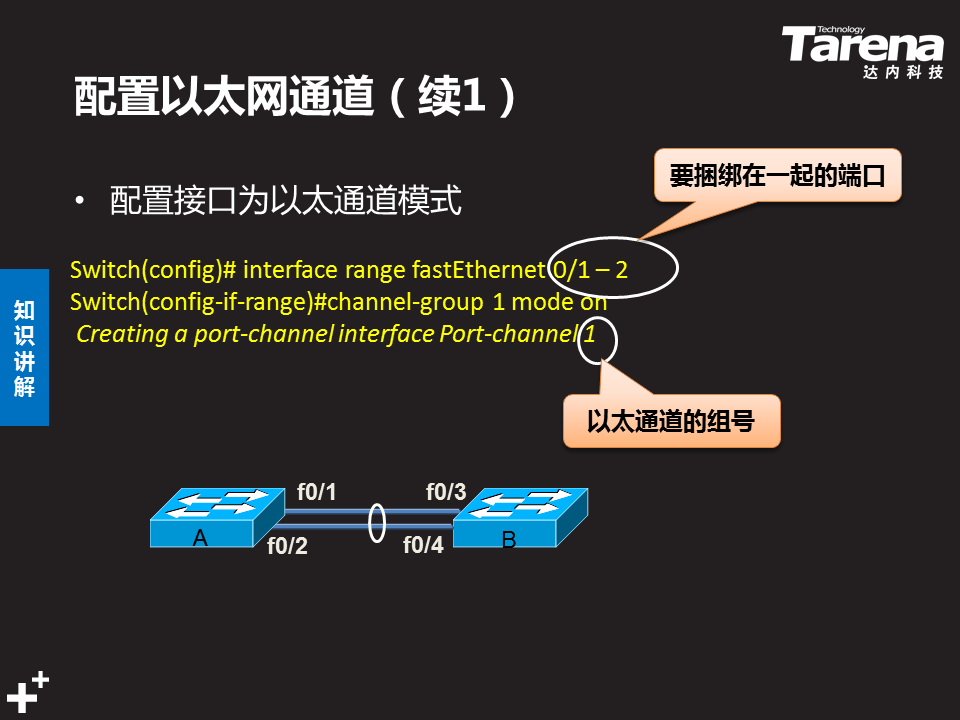 Technology
Tarena
达内科技
配置以太网通道（续1）
• 配置接口为以太通道模式
要捆绑在一起的端口
Switch(config)# interface range fastEthernet 0/1 – 2
Switch(config-if-range)#channel-group 1 mode on
Creating a port-channel interface Port-channel 1
知识讲解
以太通道的组号
f0/1
f0/3
A
B
f0/2
f0/4